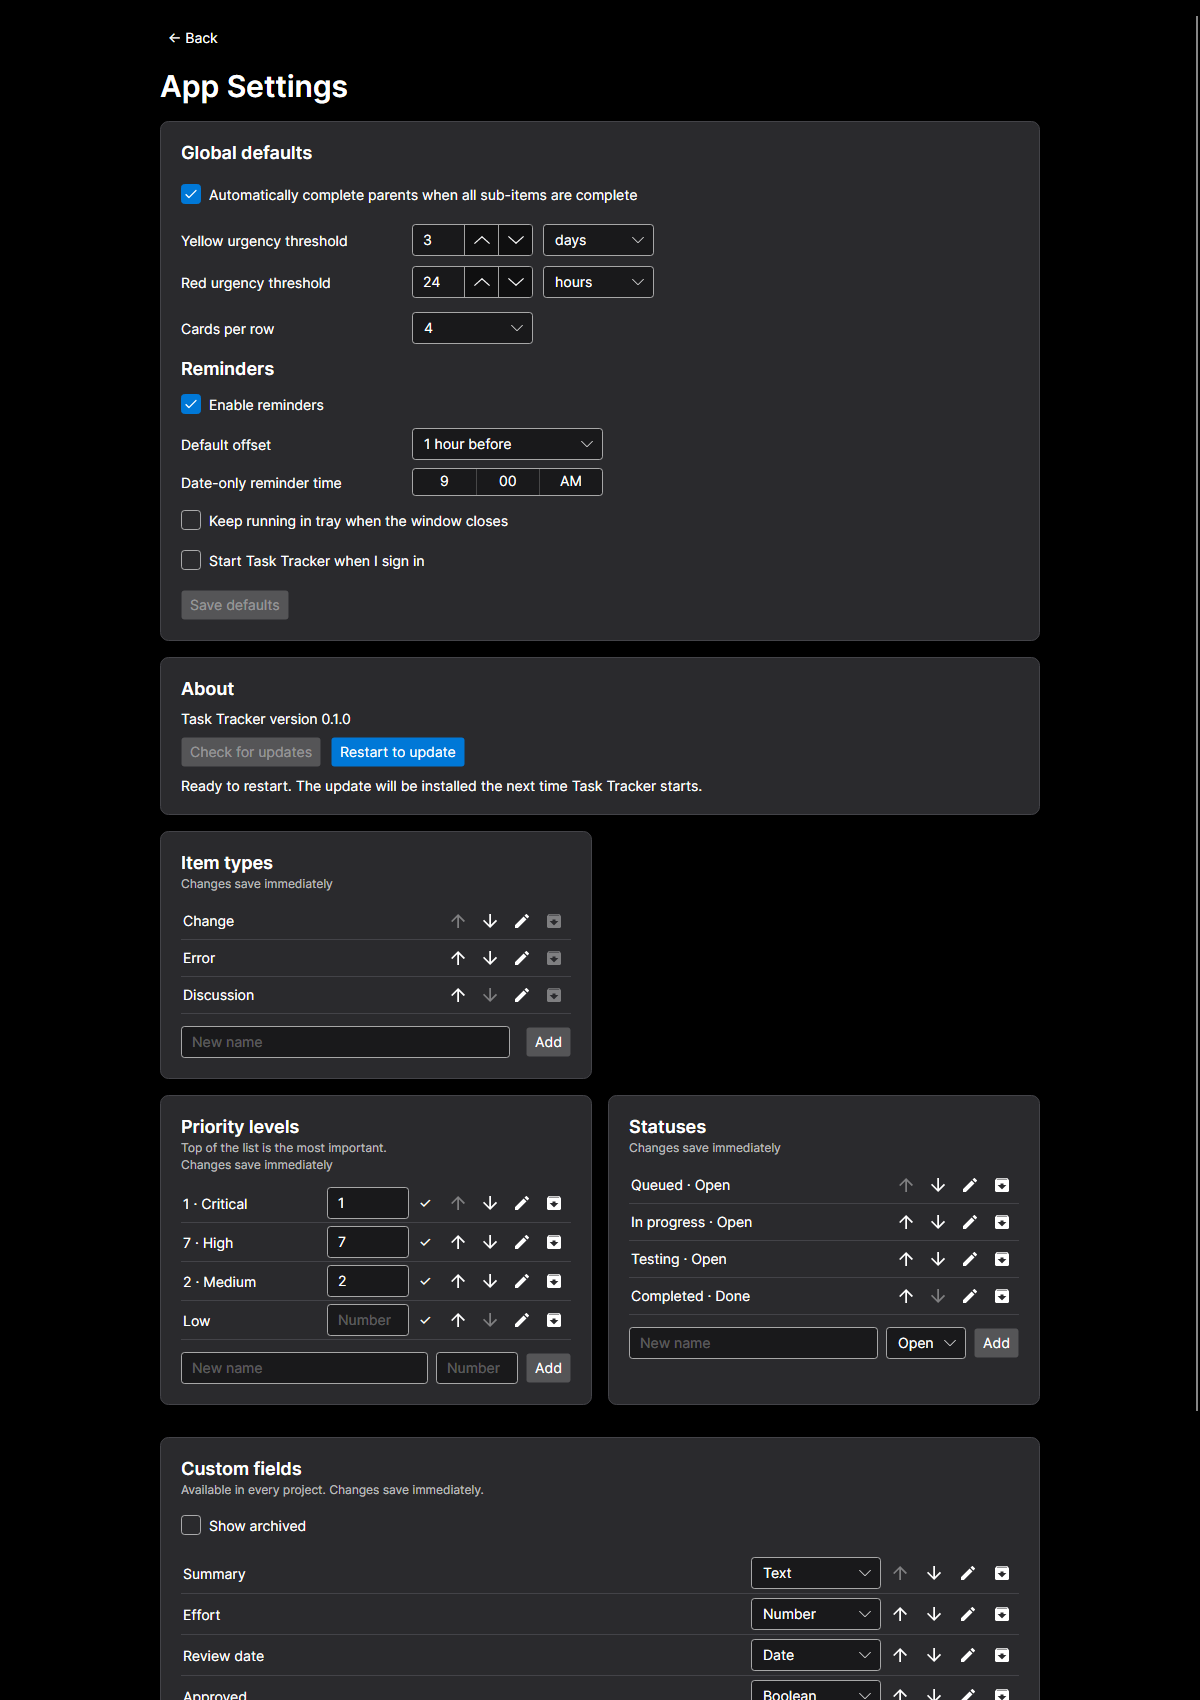 ← Back
App Settings
Global defaults
Automatically complete parents when all sub-items are complete
Yellow urgency threshold 3 days
Red urgency threshold 24 hours
Cards per row 4
Reminders
Enable reminders
Default offset 1 hour before
Date-only reminder time 9 00 AM
Keep running in tray when the window closes
Start Task Tracker when I sign in
Save defaults
About
Task Tracker version 0.1.0
Check for updates Restart to update
Ready to restart. The update will be installed the next time Task Tracker starts.
Item types
Changes save immediately
Change
Error
Discussion
New name Add
Priority levels
Top of the list is the most important.
Changes save immediately
1 · Critical 1
7 · High 7
2 · Medium 2
Low Number
New name Number Add
Statuses
Changes save immediately
Queued · Open
In progress · Open
Testing · Open
Completed · Done
New name Open Add
Custom fields
Available in every project. Changes save immediately.
Show archived
Summary Text
Effort Number
Review date Date
Approved Boolean